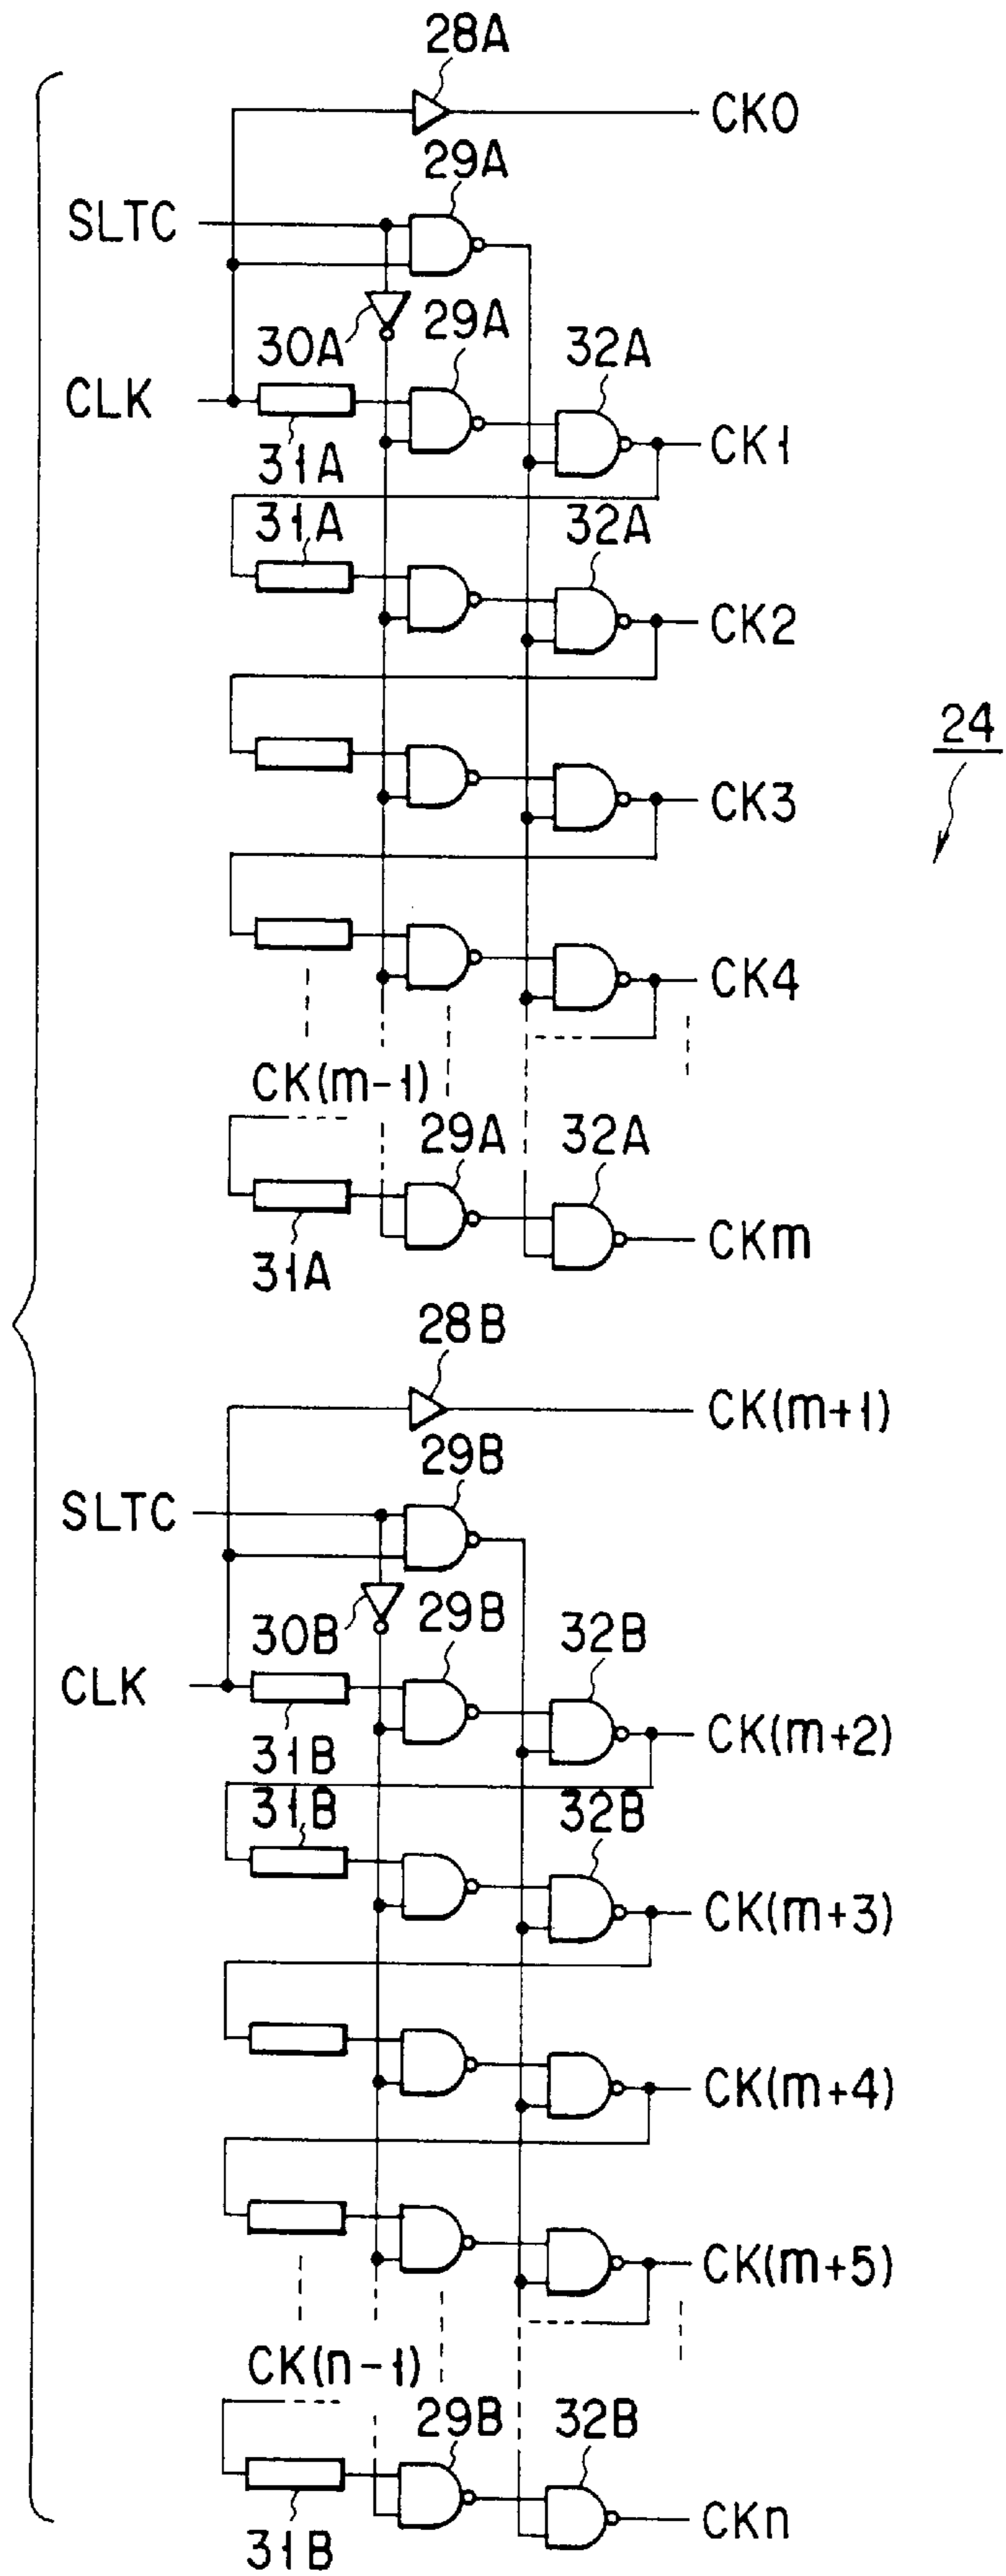 28A
CK0
29A
SLTC
30A
29A
32A
CLK
CK1
31A
31A
32A
CK2
24
CK3
CK4
CK(m-1)
29A
32A
CKm
31A
28B
CK(m+1)
29B
SLTC
30B
29B
32B
CLK
CK(m+2)
31B
31B
32B
CK(m+3)
CK(m+4)
CK(m+5)
CK(n-1)
29B
32B
CKn
31B